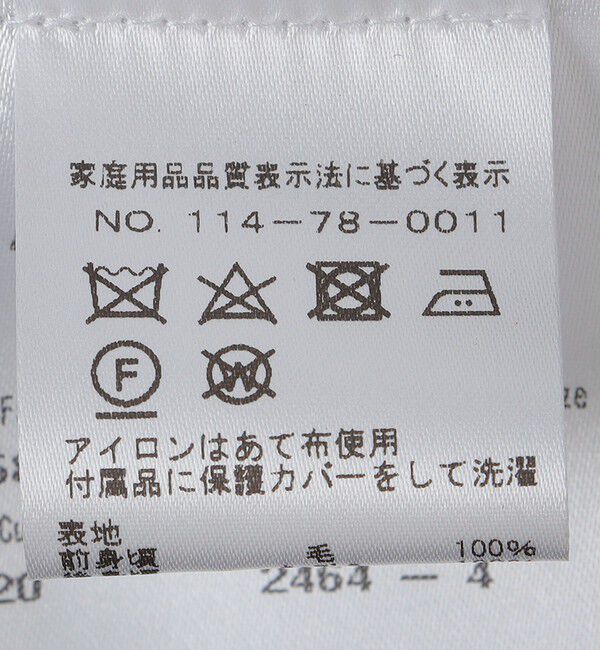 家庭用品品質表示法に基づく表示
NO. 114-78-0011
F
W
アイロンはあて布使用
付属品に保護カバーをして洗濯
表地
前身頃 毛 100%
20 2464 - 4